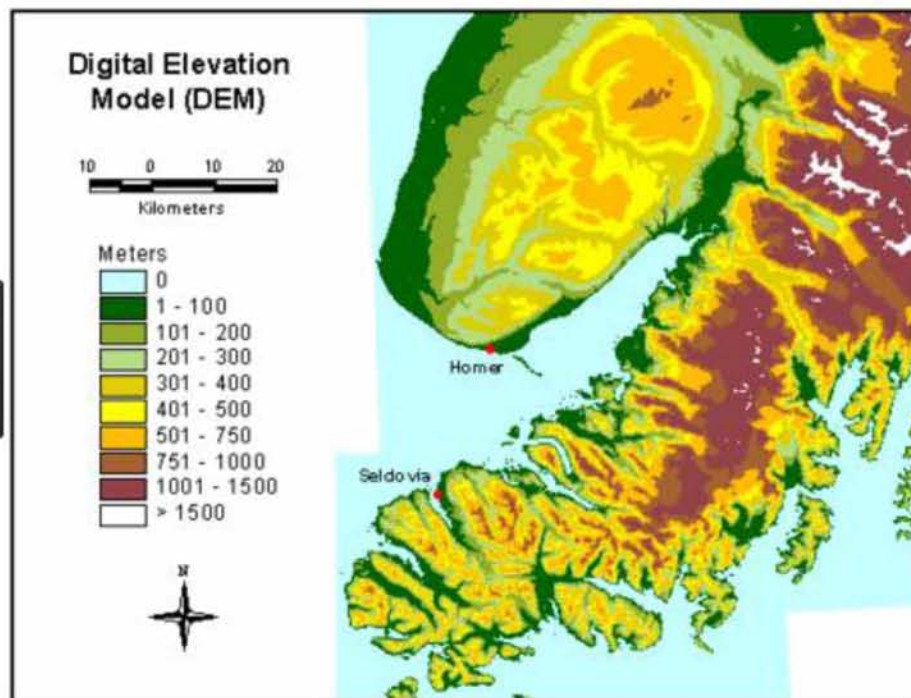 Digital Elevation
Model (DEM)
10 0 10 20
Kilometers
Meters
0
1 - 100
101 - 200
201 - 300
301 - 400
401 - 500
501 - 750
751 - 1000
1001 - 1500
> 1500
N
Homer
Seldovia